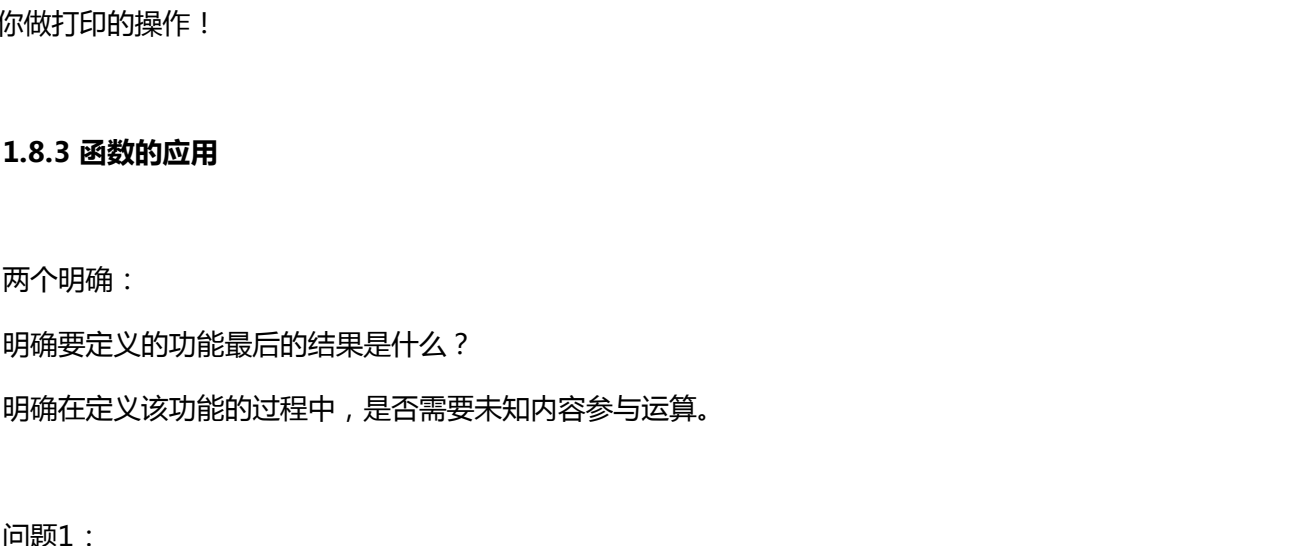 你做打印的操作！
1.8.3 函数的应用
两个明确：
明确要定义的功能最后的结果是什么？
明确在定义该功能的过程中，是否需要未知内容参与运算。
问题1：